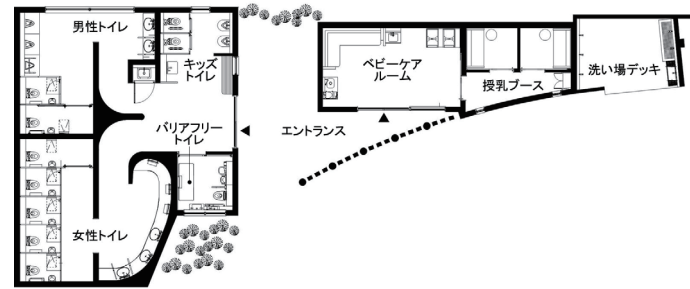 男性トイレ
キッズ
トイレ
バリアフリー
トイレ
女性トイレ
エントランス
ベビーケア
ルーム
授乳ブース
洗い場デッキ